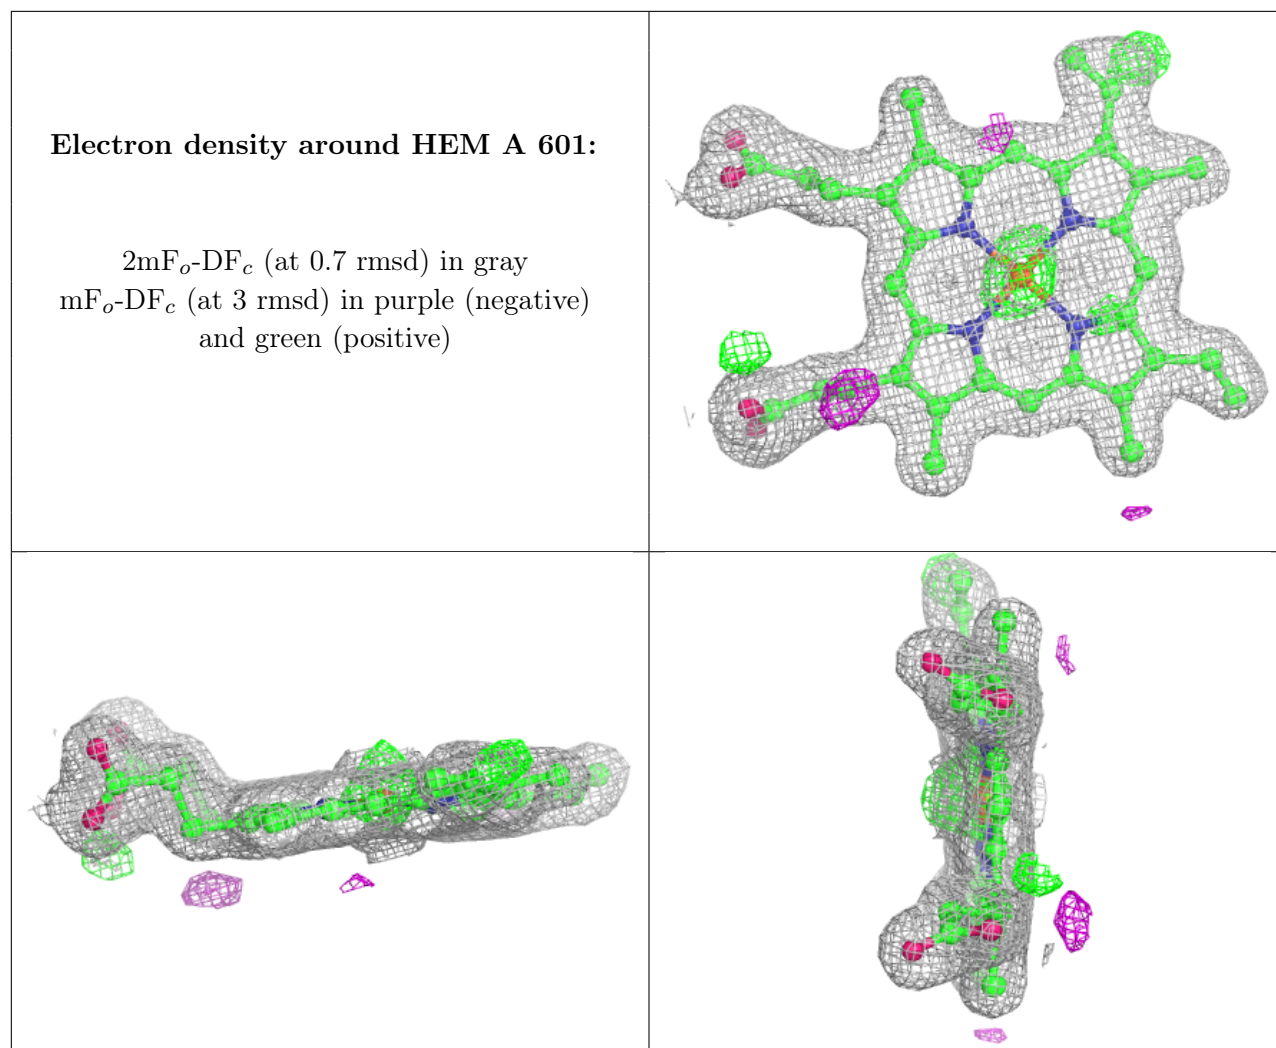 Electron density around HEM A 601:
2mFo-DFc (at 0.7 rmsd) in gray
mFo-DFc (at 3 rmsd) in purple (negative)
and green (positive)